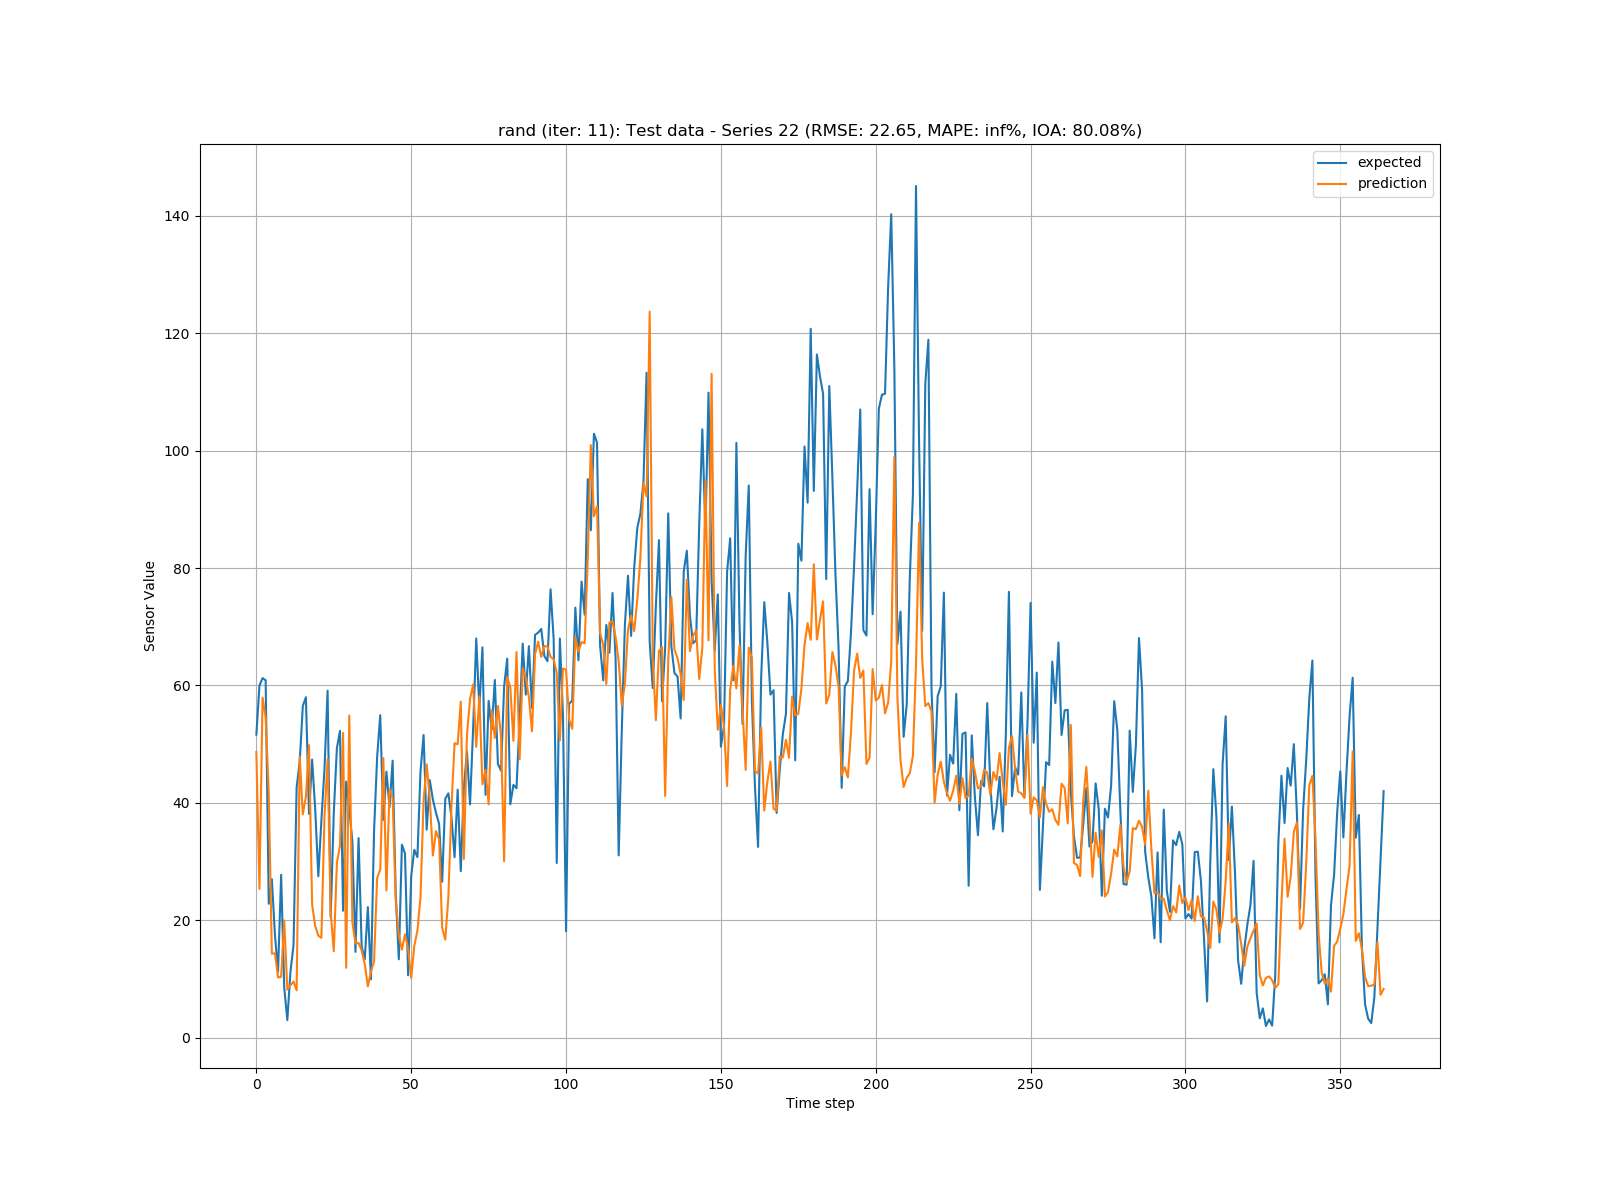 rand (iter: 11): Test data - Series 22 (RMSE: 22.65, MAPE: inf%, IOA: 80.08%)
expected
prediction
140
120
100
80
60
40
20
0
Sensor Value
0 50 100 150 200 250 300 350
Time step